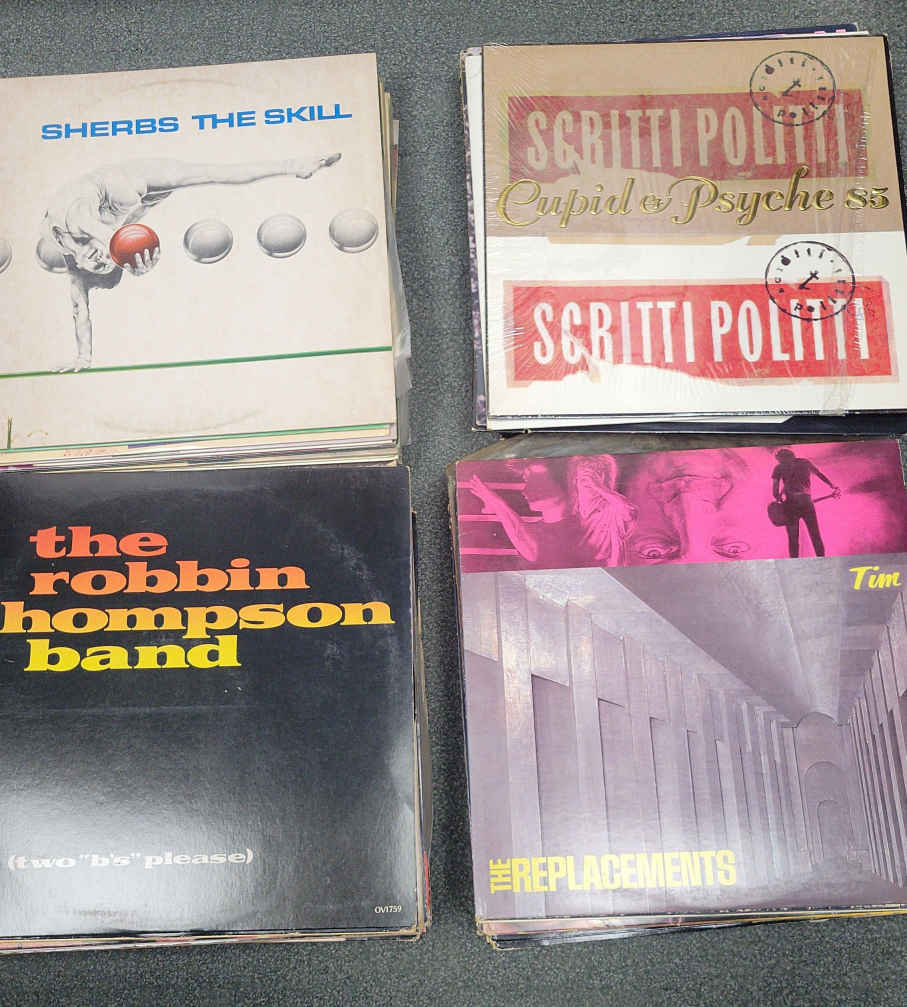 SHERBS THE SKILL
SCRITTI POLITTI
Cupid & Psyche 85
SCRITTI POLITTI
the
robbin
hompson
band
(two "b's" please)
OV1759
Tim
THE REPLACEMENTS